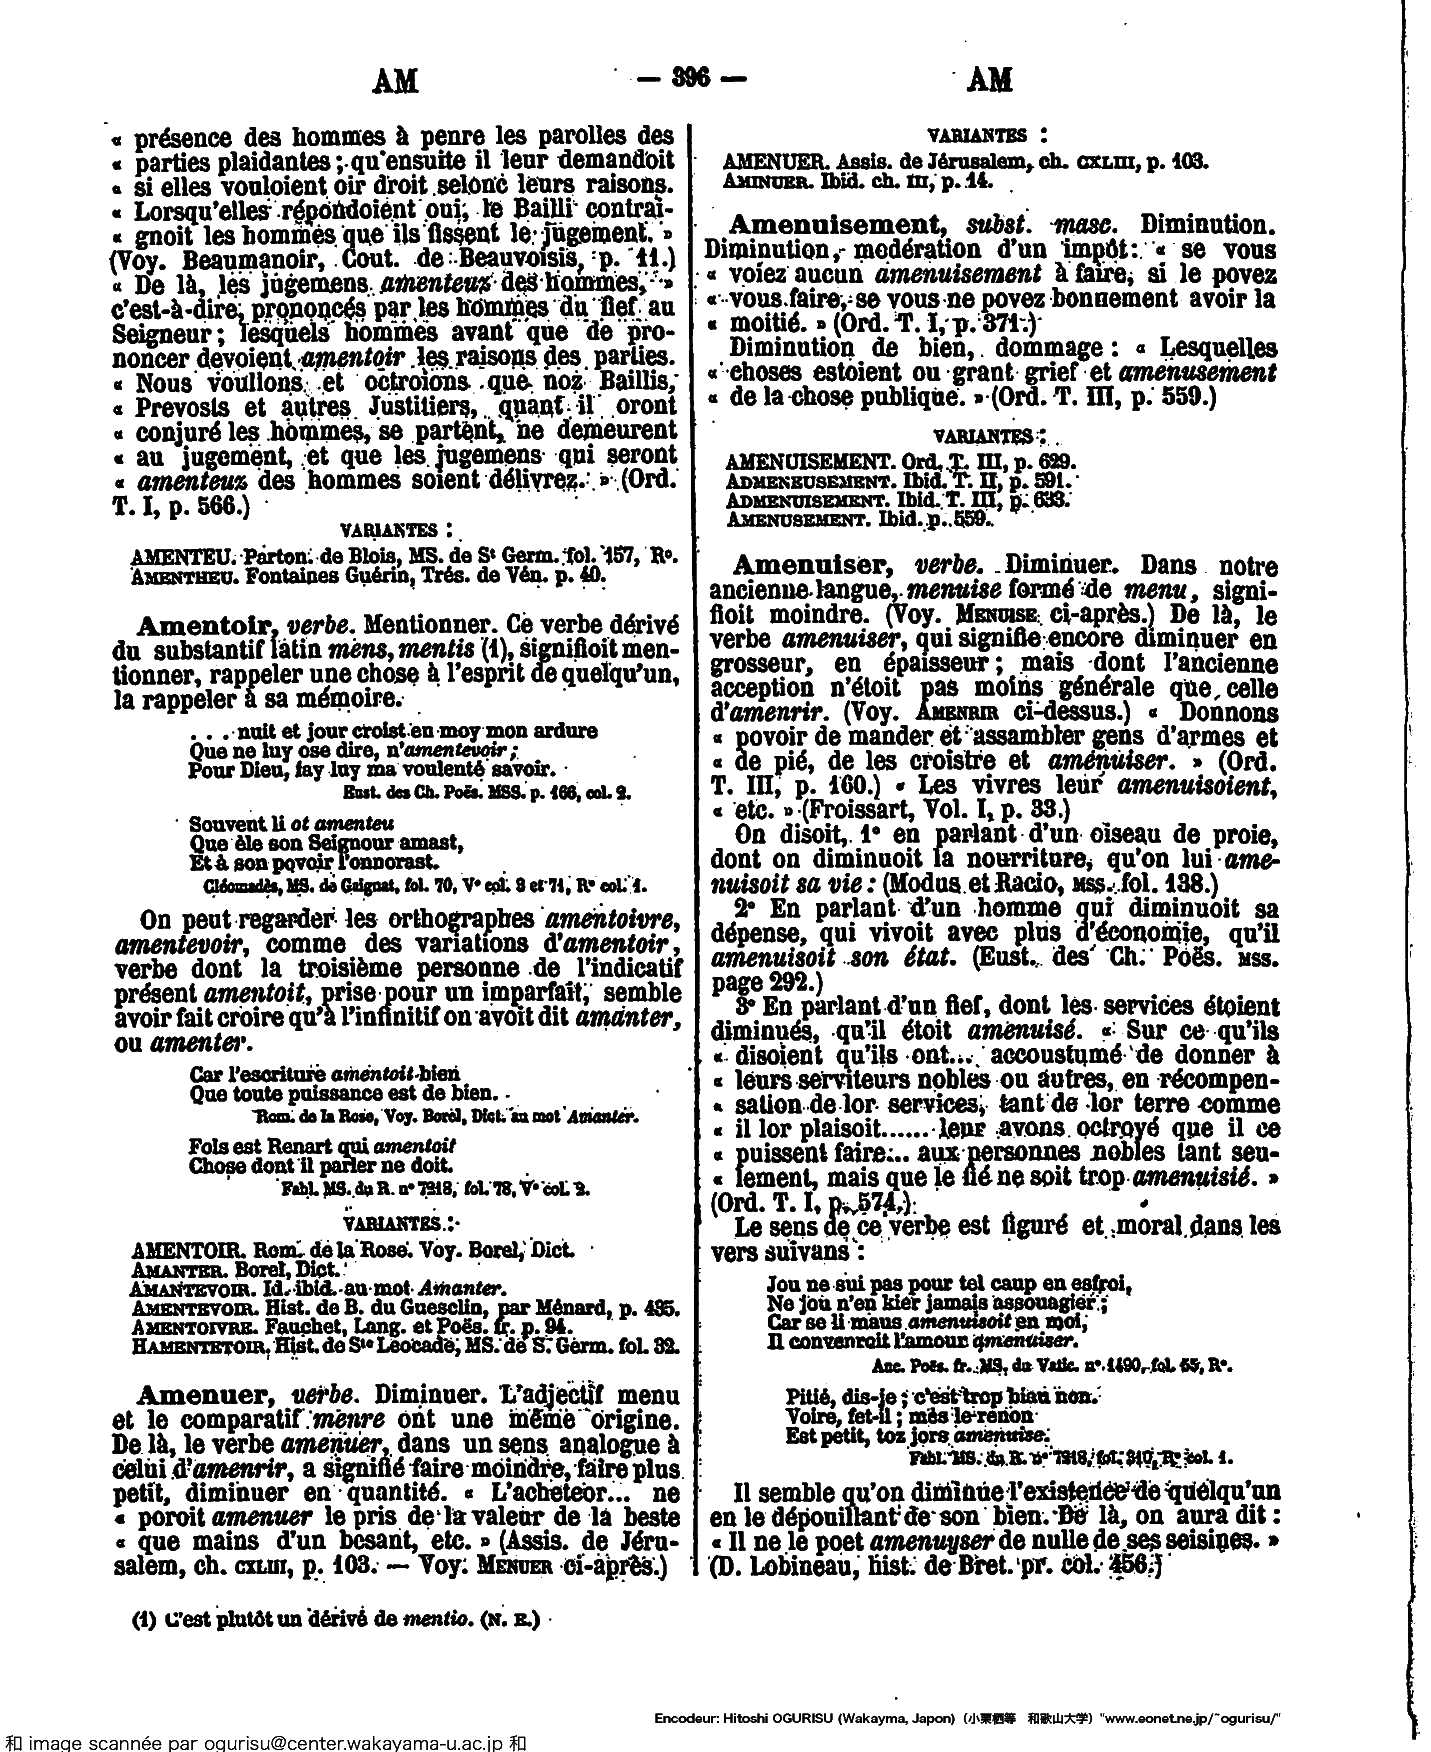 AM — 396 — AM
« présence des hommes à penre les parolles des
« parties plaidantes ; qu'ensuite il leur demandoit
« si elles vouloient oir droit selonc leurs raisons.
« Lorsqu'elles répondoient oui, le Bailli contrai-
« gnoit les hommes que ils fissent le jugement. »
(Voy. Beaumanoir, Cout. de Beauvoisis, p. 11.)
« De là, les jugemens amenteuz des hommes, »
c'est-à-dire, prononcés par les hommes du fief au
Seigneur ; lesquels hommes avant que de pro-
noncer devoient amentoir les raisons des parties.
« Nous voullons et octroions que noz Baillis,
« Prevosts et autres Justitiers, quant il oront
« conjuré les hommes, se partent, ne demeurent
« au jugement, et que les jugemens qui seront
« amenteuz des hommes soient délivrez. » (Ord.
T. I, p. 566.)
VARIANTES :
AMENTEU. Parton. de Blois, MS. de St Germ. fol. 157, Ro.
AMENTHEU. Fontaines Guérin, Trés. de Vén. p. 40.
Amentoir, verbe. Mentionner. Ce verbe dérivé
du substantif latin mens, mentis (1), signifioit men-
tionner, rappeler une chose à l'esprit de quelqu'un,
la rappeler à sa mémoire.
. . . nuit et jour croist en moy mon ardure
Que ne luy ose dire, n'amentevoir ;
Pour Dieu, fay luy ma voulenté savoir.
Eust. des Ch. Poës. MSS. p. 166, col. 2.
Souvent li ot amenteu
Que èle son Seignour amast,
Et à son povoir l'onnorast.
Cléomadès, MS. de Gaignat, fol. 70, Vo col. 3 et 71, Ro col. 1.
On peut regarder les orthographes amentoivre,
amentevoir, comme des variations d'amentoir,
verbe dont la troisième personne de l'indicatif
présent amentoit, prise pour un imparfait, semble
avoir fait croire qu'à l'infinitif on avoit dit amanter,
ou amenter.
Car l'escriture amentoit bien
Que toute puissance est de bien.
Rom. de la Rose, Voy. Borel, Dict. au mot Amanter.
Fols est Renart qui amentoit
Chose dont il parler ne doit.
Fabl. MS. du R. no 7218, fol. 78, Vo col. 2.
VARIANTES :
AMENTOIR. Rom. de la Rose. Voy. Borel, Dict.
AMANTER. Borel, Dict.
AMANTEVOIR. Id. ibid. au mot Amanter.
AMENTEVOIR. Hist. de B. du Guesclin, par Ménard, p. 435.
AMENTOIVRE. Fauchet, Lang. et Poës. fr. p. 94.
HAMENTETOIR, Hist. de Ste Leocade, MS. de S. Germ. fol. 32.
Amenuer, verbe. Diminuer. L'adjectif menu
et le comparatif menre ont une même origine.
De là, le verbe amenuer, dans un sens analogue à
celui d'amenrir, a signifié faire moindre, faire plus
petit, diminuer en quantité. « L'acheteor... ne
« poroit amenuer le pris de la valeur de la beste
« que mains d'un besant, etc. » (Assis. de Jéru-
salem, ch. CXLIII, p. 103. — Voy. MENUER ci-après.)
(1) C'est plutôt un dérivé de mentio. (N. E.)
VARIANTES :
AMENUER. Assis. de Jérusalem, ch. CXLIII, p. 103.
AMINUER. Ibid. ch. III, p. 14.
Amenuisement, subst. masc. Diminution.
Diminution, modération d'un impôt : « se vous
« voiez aucun amenuisement à faire, si le povez
« vous faire, se vous ne povez bonnement avoir la
« moitié. » (Ord. T. I, p. 371.)
Diminution de bien, dommage : « Lesquelles
« choses estoient ou grant grief et amenusement
« de la chose publique. » (Ord. T. III, p. 559.)
VARIANTES :
AMENUISEMENT. Ord. T. III, p. 629.
ADMENEUSEMENT. Ibid. T. II, p. 591.
ADMENUISEMENT. Ibid. T. III, p. 633.
AMENUSEMENT. Ibid. p. 559.
Amenuiser, verbe. Diminuer. Dans notre
ancienne langue, menuise formé de menu, signi-
fioit moindre. (Voy. MENUISE ci-après.) De là, le
verbe amenuiser, qui signifie encore diminuer en
grosseur, en épaisseur ; mais dont l'ancienne
acception n'étoit pas moins générale que celle
d'amenrir. (Voy. AMENRIR ci-dessus.) « Donnons
« povoir de mander et assambler gens d'armes et
« de pié, de les croistre et aménuiser. » (Ord.
T. III, p. 160.) « Les vivres leur amenuisoient,
« etc. » (Froissart, Vol. I, p. 33.)
On disoit, 1o en parlant d'un oiseau de proie,
dont on diminuoit la nourriture, qu'on lui ame-
nuisoit sa vie : (Modus et Racio, MSS. fol. 138.)
2o En parlant d'un homme qui diminuoit sa
dépense, qui vivoit avec plus d'économie, qu'il
amenuisoit son état. (Eust. des Ch. Poës. MSS.
page 292.)
3o En parlant d'un fief, dont les services étoient
diminués, qu'il étoit amenuisé. « Sur ce qu'ils
« disoient qu'ils ont... accoustumé de donner à
« leurs serviteurs nobles ou autres, en récompen-
« sation de lor services, tant de lor terre comme
« il lor plaisoit...... leur avons octroyé que il ce
« puissent faire... aux personnes nobles tant seu-
« lement, mais que le fié ne soit trop amenuisié. »
(Ord. T. I, p. 574.)
Le sens de ce verbe est figuré et moral dans les
vers suivans :
Jou ne sui pas pour tel caup en esfroi,
Ne jou n'en kier jamais assouagier ;
Car se li maus amenuisoit en moi,
Il convenroit l'amour amenuiser.
Anc. Poës. fr. MS. du Vatic. no 1490, fol. 55, Ro.
Pitié, dis-je ; c'est trop biau non.
Voire, fet-il ; mès le renon
Est petit, toz jors amenuise.
Fabl. MS. du R. no 7218, fol. 340, Ro col. 1.
Il semble qu'on diminue l'existence de quelqu'un
en le dépouillant de son bien. De là, on aura dit :
« Il ne le poet amenuyser de nulle de ses seisines. »
(D. Lobineau, hist. de Bret. pr. col. 456.)
Encodeur: Hitoshi OGURISU (Wakayma, Japon) (小栗栖等 和歌山大学) "www.eonet.ne.jp/~ogurisu/"
和 image scannée par ogurisu@center.wakayama-u.ac.jp 和